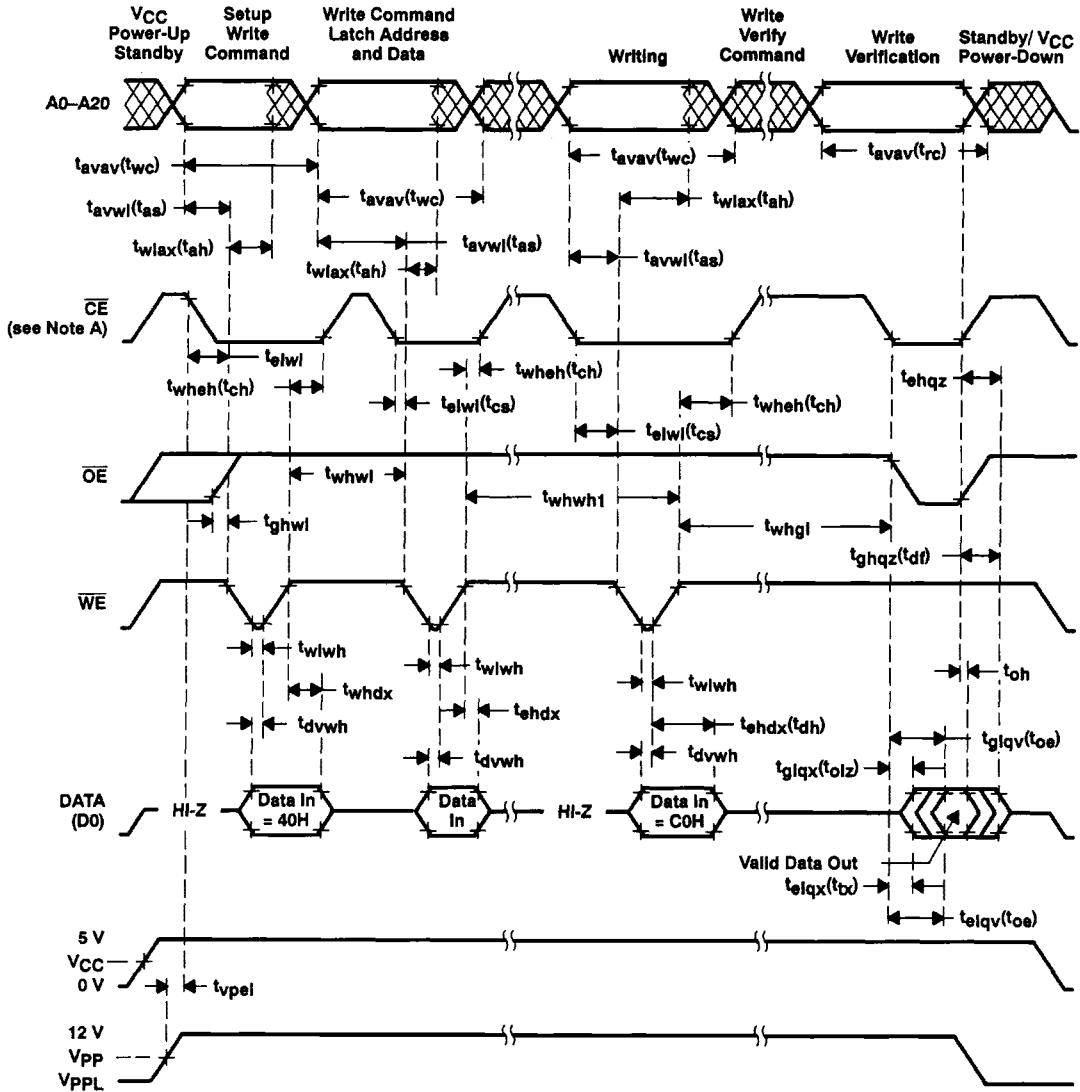 VCC
Power-Up
Standby
Setup
Write
Command
Write Command
Latch Address
and Data
Writing
Write
Verify
Command
Write
Verification
Standby/ VCC
Power-Down
A0–A20
tavav(twc)
tavav(twc)
tavav(trc)
tavav(twc)
twlax(tah)
tavwl(tas)
tavwl(tas)
twlax(tah)
twlax(tah)
tavwl(tas)
CE
(see Note A)
telwl
twheh(tch)
twheh(tch)
telwl(tcs)
twheh(tch)
telwl(tcs)
tehqz
OE
twhwl
twhwh1
tghwl
twhgl
tghqz(tdf)
WE
twlwh
twlwh
twlwh
toh
twhdx
tehdx
tehdx(tdh)
tdvwh
tdvwh
tdvwh
tglqv(toe)
tglqx(tolz)
DATA
(D0)
HI-Z
Data In
= 40H
Data
In
HI-Z
Data In
= C0H
Valid Data Out
telqx(ttx)
telqv(toe)
5 V
VCC
0 V
tvpel
12 V
VPP
VPPL